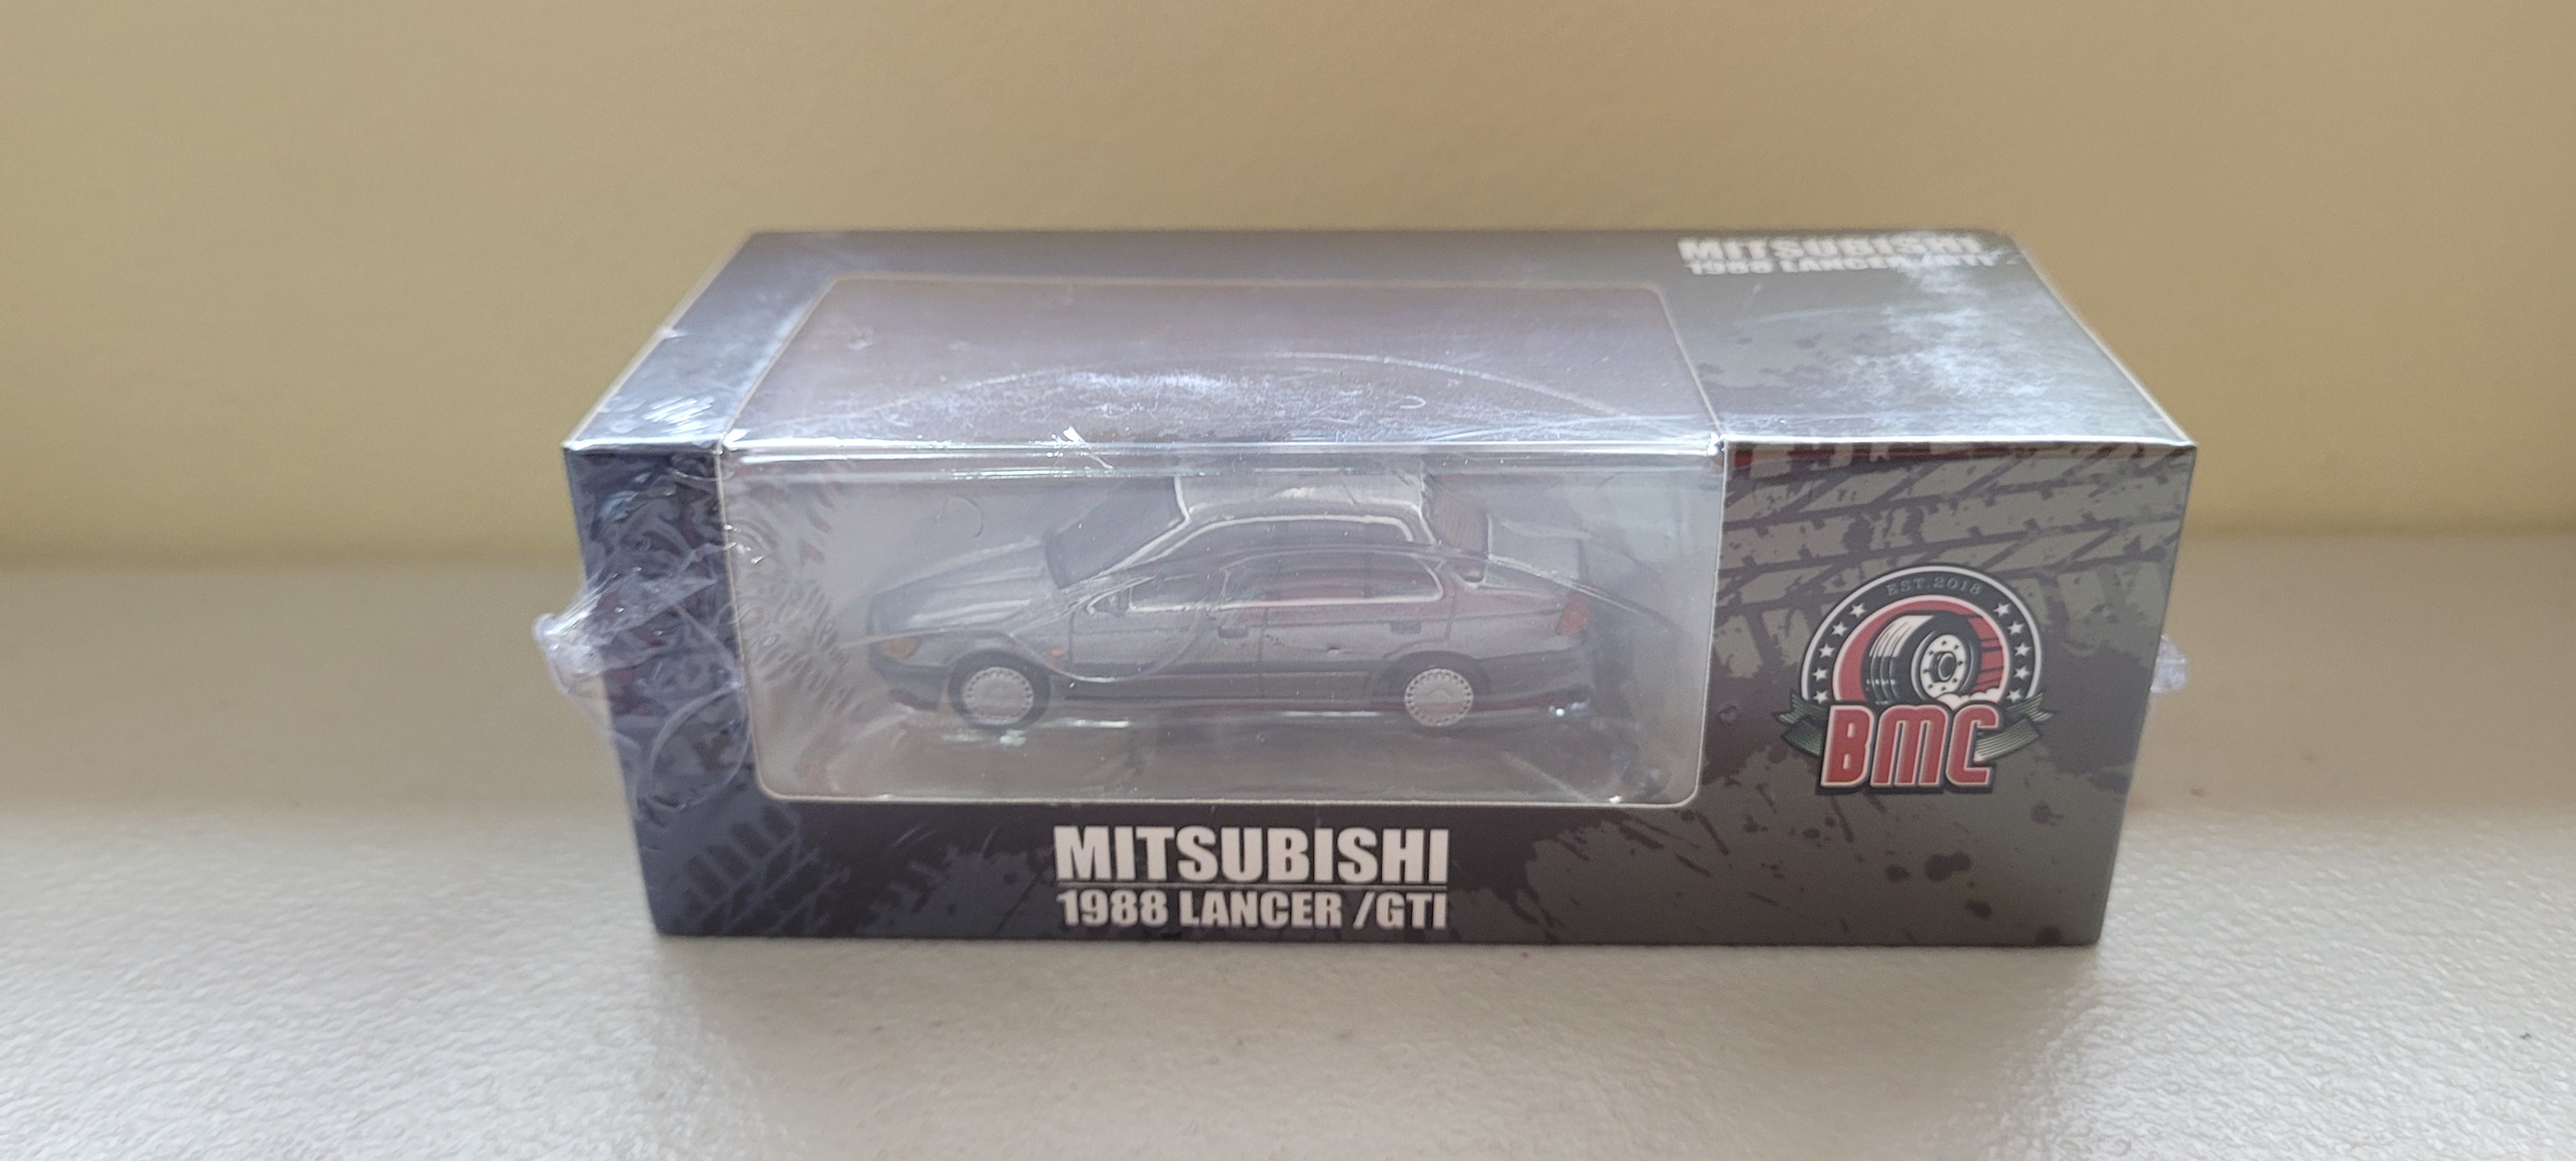 MITSUBISHI
1988 LANCER /GTI
EST. 2018
BMC
MITSUBISHI
1988 LANCER /GTI